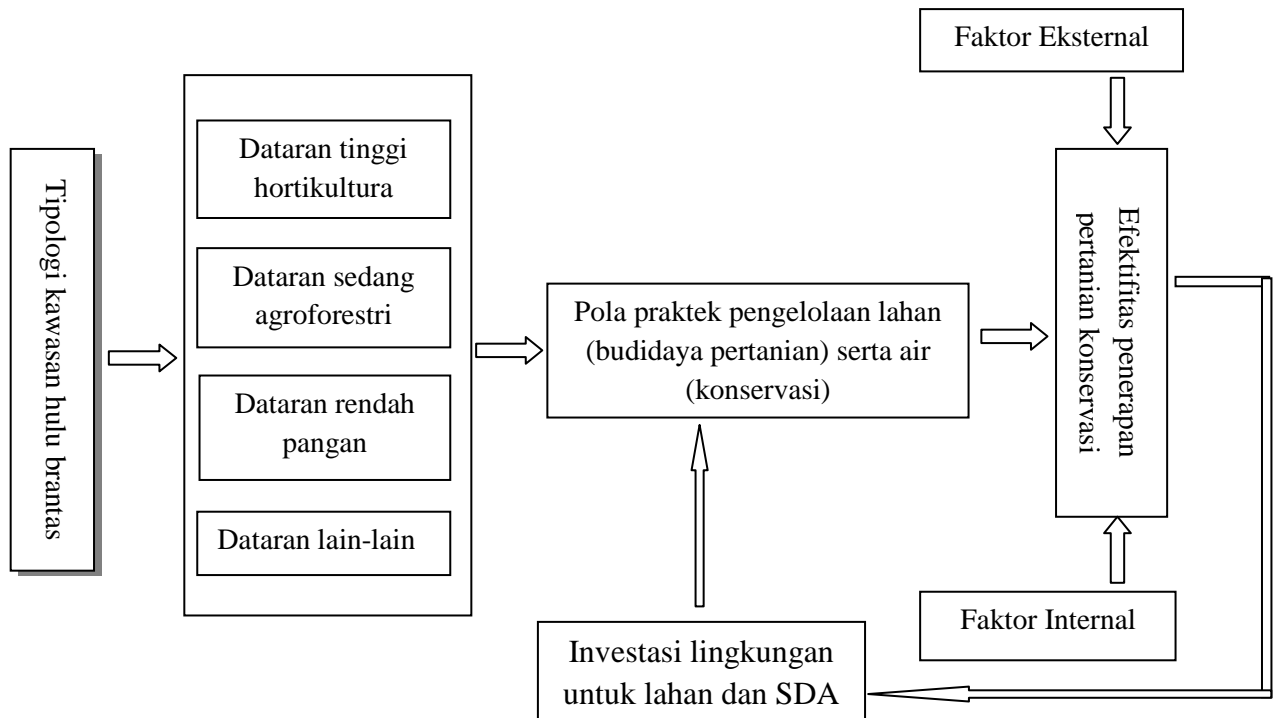 Tipologi kawasan hulu brantas
Dataran tinggi
hortikultura
Dataran sedang
agroforestri
Dataran rendah
pangan
Dataran lain-lain
Pola praktek pengelolaan lahan
(budidaya pertanian) serta air
(konservasi)
Faktor Eksternal
Efektifitas penerapan
pertanian konservasi
Faktor Internal
Investasi lingkungan
untuk lahan dan SDA